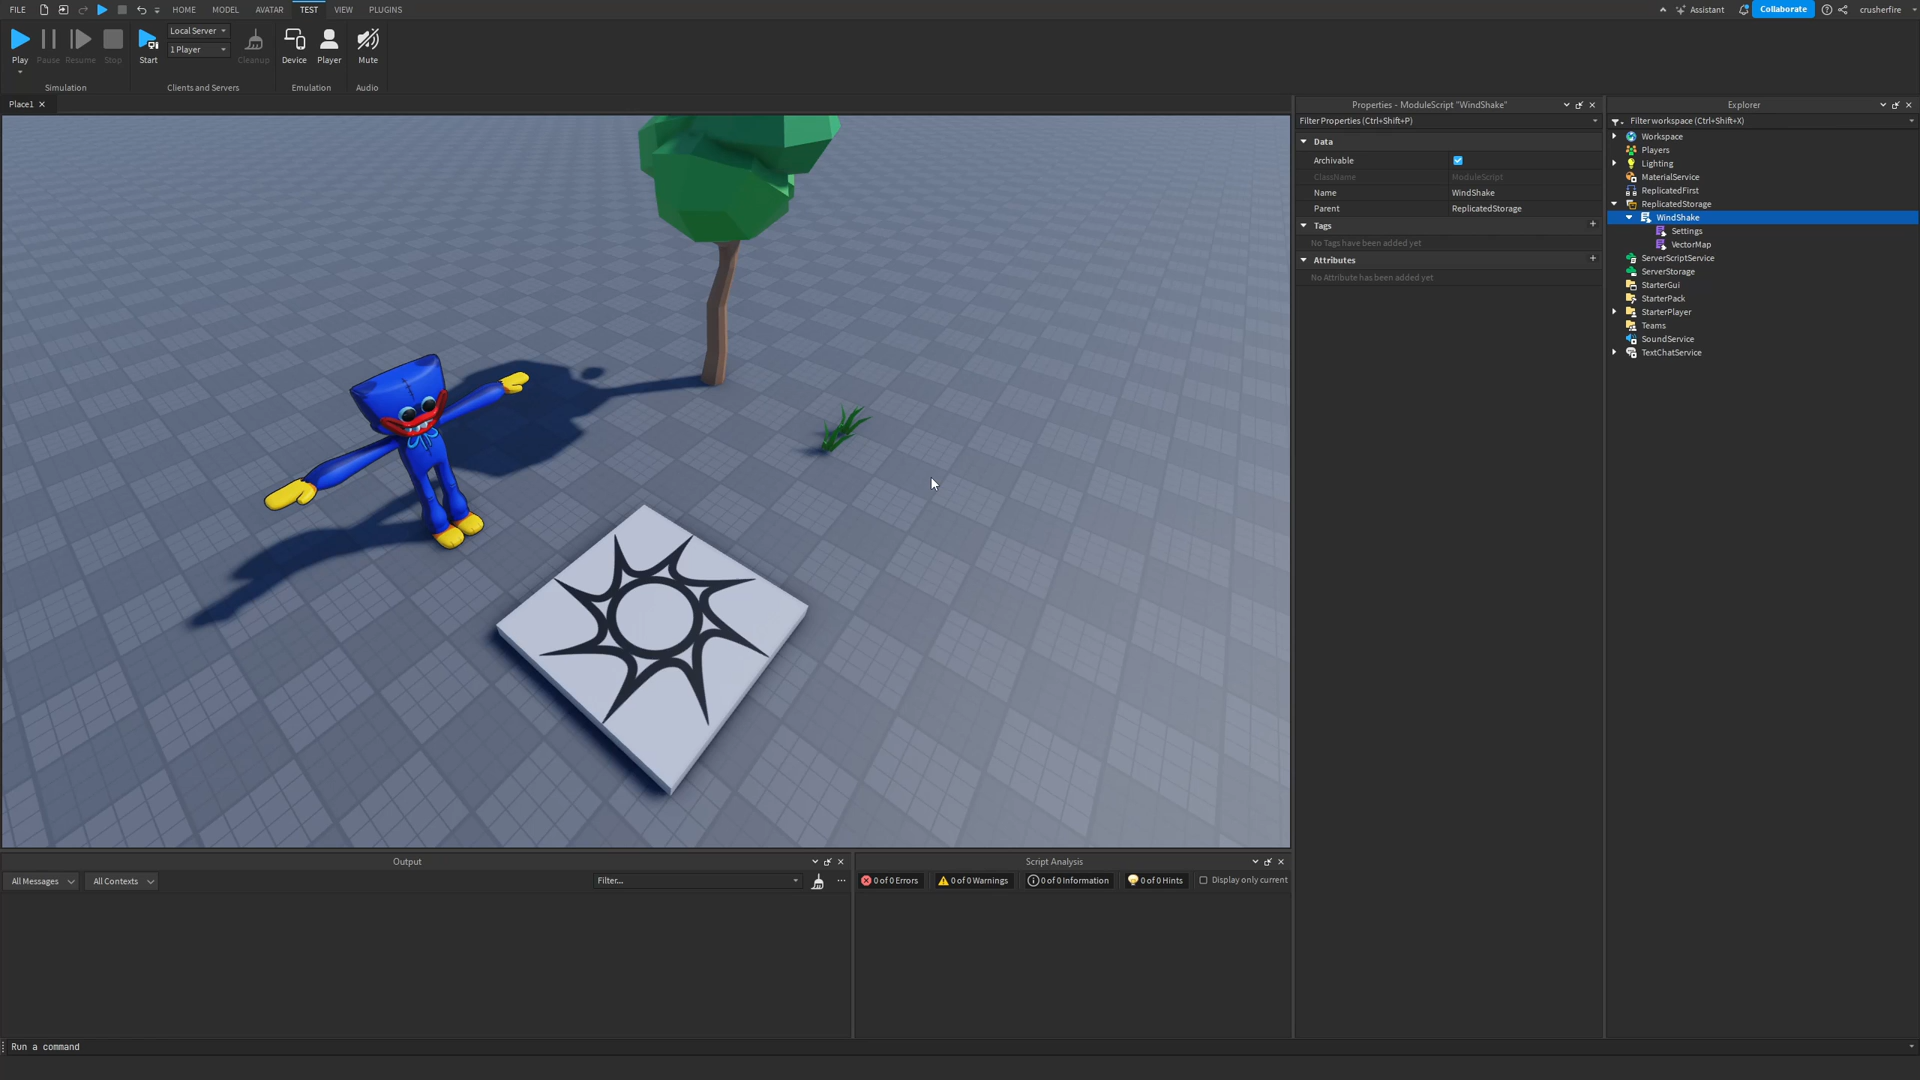 FILE HOME MODEL AVATAR TEST VIEW PLUGINS Assistant Collaborate crusherfire
Play Pause Resume Stop Start Local Server Cleanup Device Player Mute
1 Player
Simulation Clients and Servers Emulation Audio
Place1
Properties - ModuleScript "WindShake"
Filter Properties (Ctrl+Shift+P)
Data
Archivable
ClassName ModuleScript
Name WindShake
Parent ReplicatedStorage
Tags
No Tags have been added yet
Attributes
No Attribute has been added yet
Explorer
Filter workspace (Ctrl+Shift+X)
Workspace
Players
Lighting
MaterialService
ReplicatedFirst
ReplicatedStorage
WindShake
Settings
VectorMap
ServerScriptService
ServerStorage
StarterGui
StarterPack
StarterPlayer
Teams
SoundService
TextChatService
Output
All Messages All Contexts Filter...
Script Analysis
0 of 0 Errors 0 of 0 Warnings 0 of 0 Information 0 of 0 Hints Display only current
Run a command